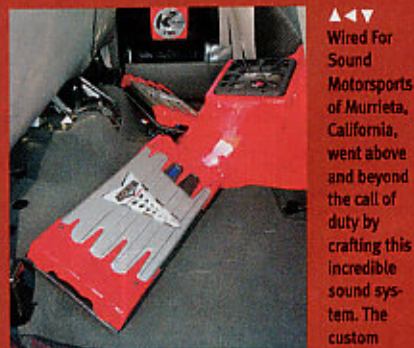 ▲◀▼
Wired For
Sound
Motorsports
of Murrieta,
California,
went above
and beyond
the call of
duty by
crafting this
incredible
sound sys-
tem. The
custom
K